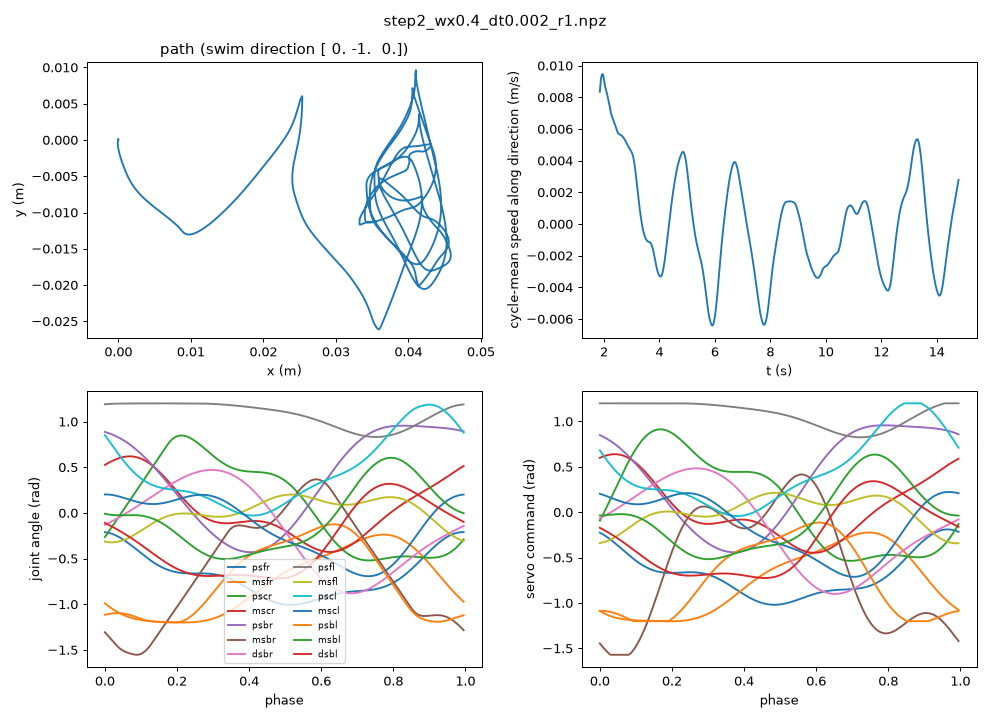 step2_wx0.4_dt0.002_r1.npz
path (swim direction [ 0. -1.  0.])
0.010
0.005
0.000
−0.005
−0.010
−0.015
−0.020
−0.025
y (m)
0.00 0.01 0.02 0.03 0.04 0.05
x (m)
0.010
0.008
0.006
0.004
0.002
0.000
−0.002
−0.004
−0.006
cycle-mean speed along direction (m/s)
2 4 6 8 10 12 14
t (s)
1.0
0.5
0.0
−0.5
−1.0
−1.5
joint angle (rad)
psfr psfl
msfr msfl
pscr pscl
mscr mscl
psbr psbl
msbr msbl
dsbr dsbl
0.0 0.2 0.4 0.6 0.8 1.0
phase
1.0
0.5
0.0
−0.5
−1.0
−1.5
servo command (rad)
0.0 0.2 0.4 0.6 0.8 1.0
phase